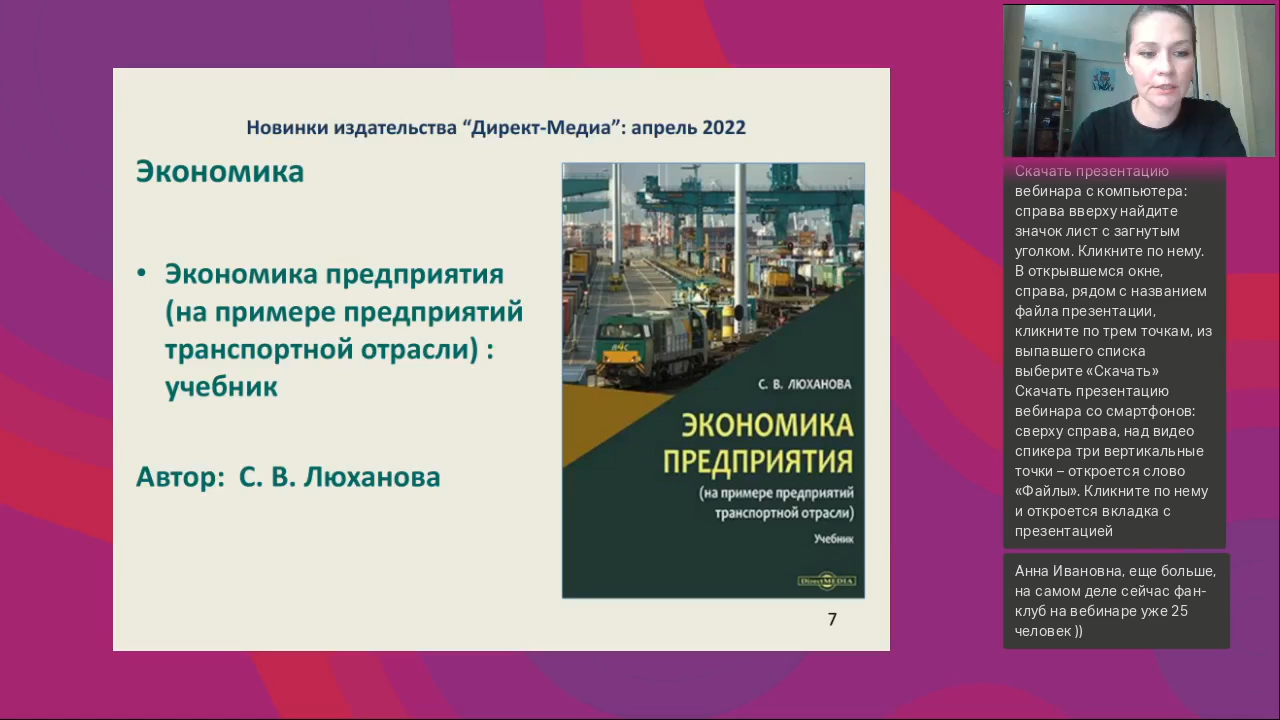 Новинки издательства “Директ-Медиа”: апрель 2022
Экономика
• Экономика предприятия
(на примере предприятий
транспортной отрасли) :
учебник
Автор: С. В. Люханова
С. В. ЛЮХАНОВА
ЭКОНОМИКА
ПРЕДПРИЯТИЯ
(на примере предприятий
транспортной отрасли)
Учебник
DirectMEDIA
7
Скачать презентацию
вебинара с компьютера:
справа вверху найдите
значок лист с загнутым
уголком. Кликните по нему.
В открывшемся окне,
справа, рядом с названием
файла презентации,
кликните по трем точкам, из
выпавшего списка
выберите «Скачать»
Скачать презентацию
вебинара со смартфонов:
сверху справа, над видео
спикера три вертикальные
точки – откроется слово
«Файлы». Кликните по нему
и откроется вкладка с
презентацией
Анна Ивановна, еще больше,
на самом деле сейчас фан-
клуб на вебинаре уже 25
человек ))